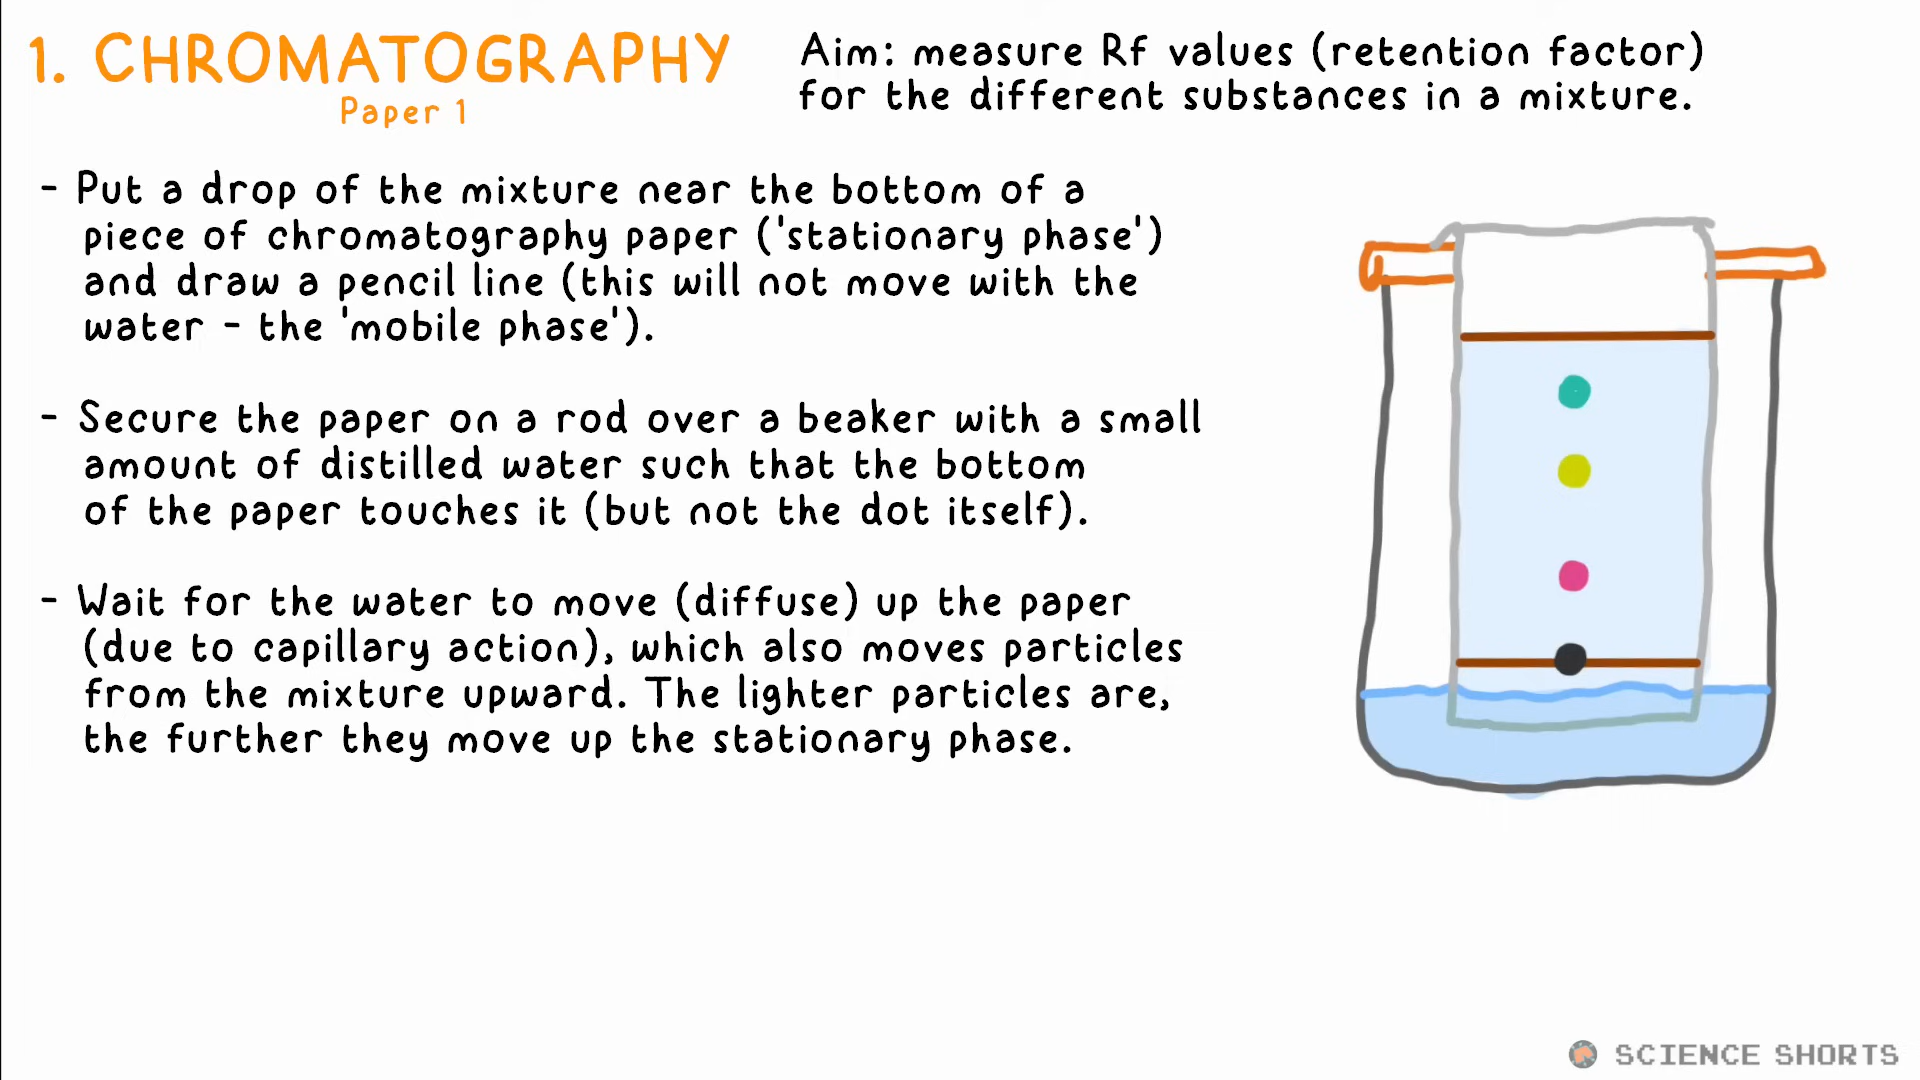 1. CHROMATOGRAPHY
Paper 1
Aim: measure Rf values (retention factor)
for the different substances in a mixture.
- Put a drop of the mixture near the bottom of a
piece of chromatography paper ('stationary phase')
and draw a pencil line (this will not move with the
water - the 'mobile phase').
- Secure the paper on a rod over a beaker with a small
amount of distilled water such that the bottom
of the paper touches it (but not the dot itself).
- Wait for the water to move (diffuse) up the paper
(due to capillary action), which also moves particles
from the mixture upward. The lighter particles are,
the further they move up the stationary phase.
SCIENCE SHORTS